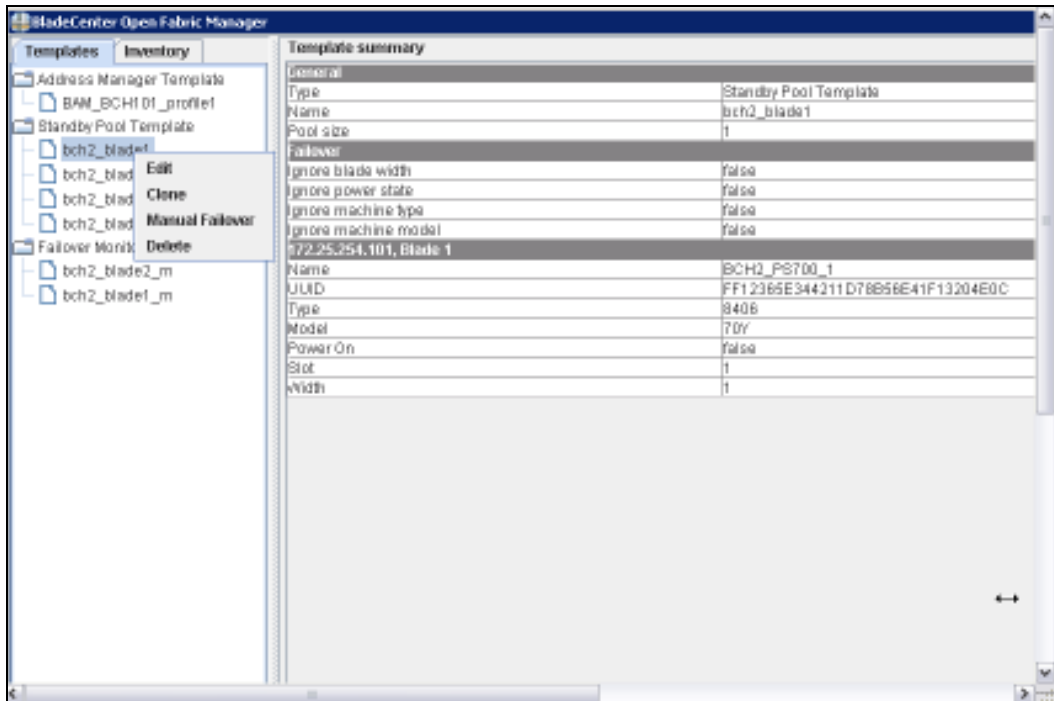 BladeCenter Open Fabric Manager
Templates Inventory
Address Manager Template
BAM_BCH101_profile1
Standby Pool Template
bch2_blade1
bch2_blad
bch2_blad
bch2_blad
Failover Monit
bch2_blade2_m
bch2_blade1_m
Edit
Clone
Manual Failover
Delete
Template summary
General
Type Standby Pool Template
Name bch2_blade1
Pool size 1
Failover
Ignore blade width false
Ignore power state false
Ignore machine type false
Ignore machine model false
172.25.254.101, Blade 1
Name BCH2_PS700_1
UUID FF12365E344211D78B56E41F13204E0C
Type 8406
Model 70Y
Power On false
Slot 1
Width 1